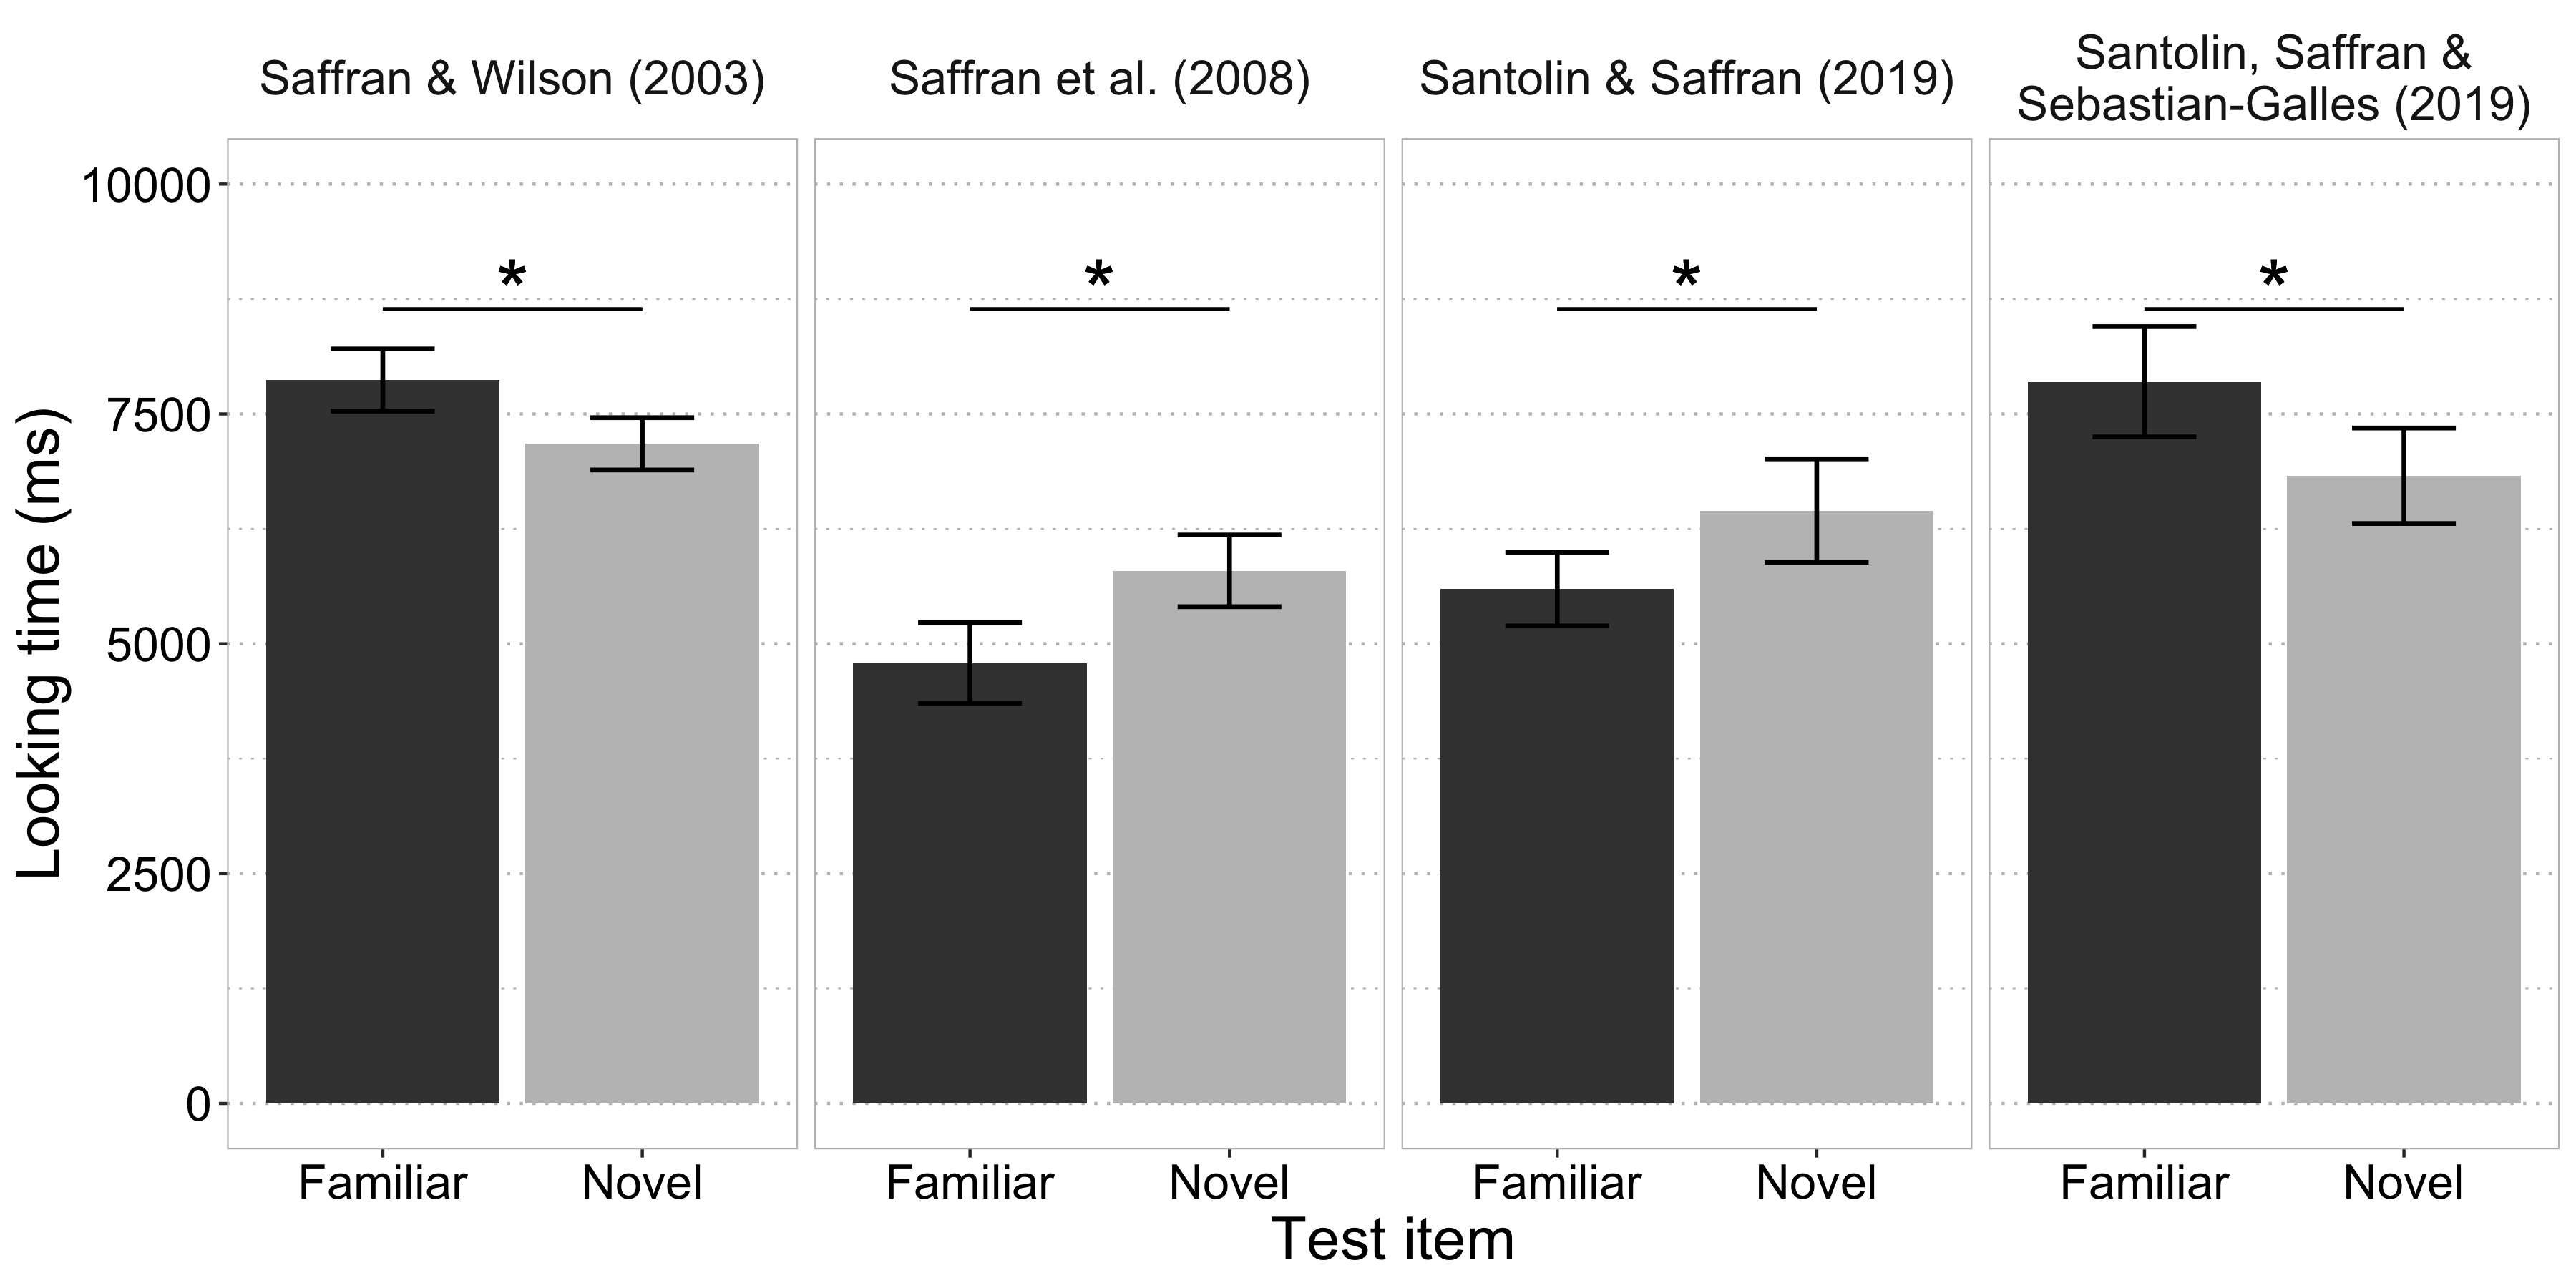 Saffran & Wilson (2003)
Saffran et al. (2008)
Santolin & Saffran (2019)
Santolin, Saffran &
Sebastian-Galles (2019)
10000
7500
5000
2500
0
Looking time (ms)
*
*
*
*
Familiar Novel
Familiar Novel
Familiar Novel
Familiar Novel
Test item